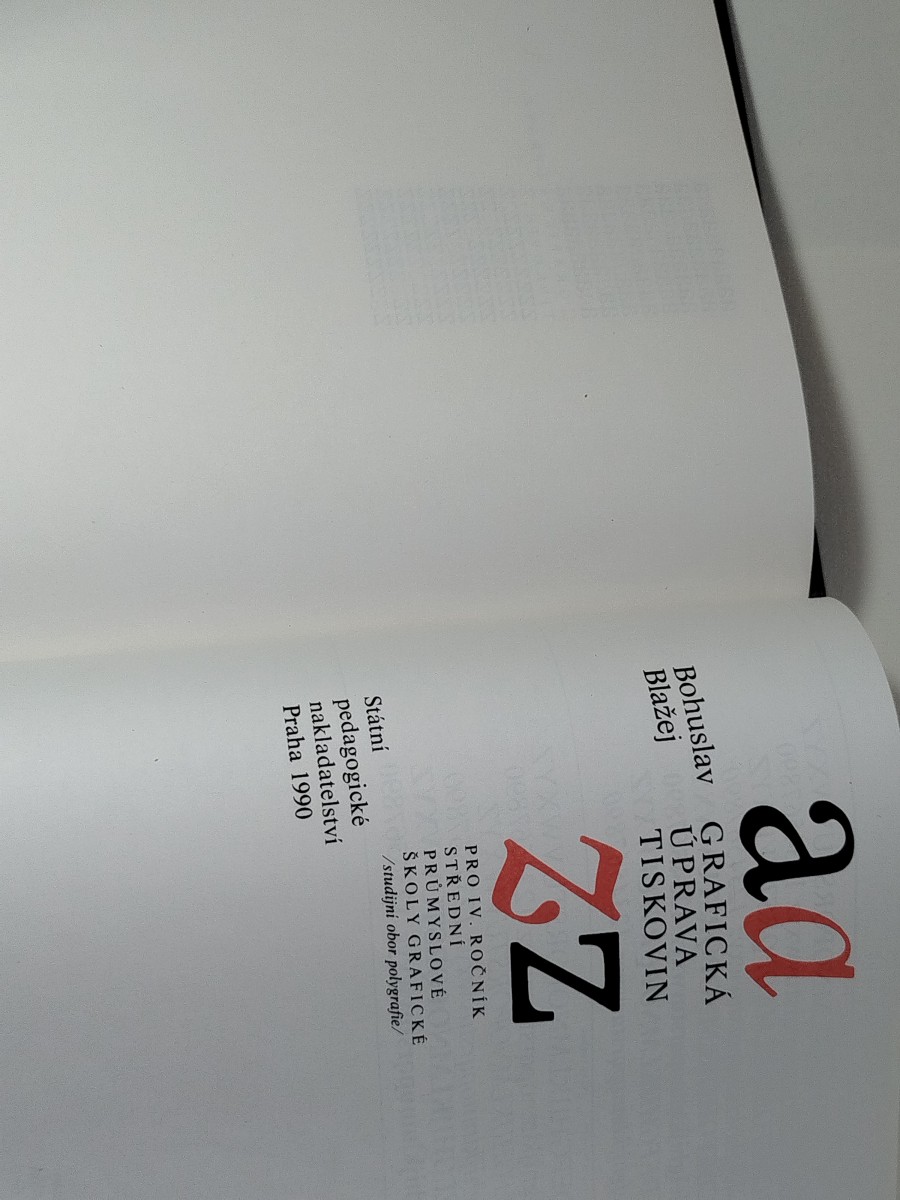 aa
Bohuslav
Blažej
GRAFICKÁ
ÚPRAVA
TISKOVIN
zz
PRO IV. ROČNÍK
STŘEDNÍ
PRŮMYSLOVÉ
ŠKOLY GRAFICKÉ
/studijní obor polygrafie/
Státní
pedagogické
nakladatelství
Praha 1990